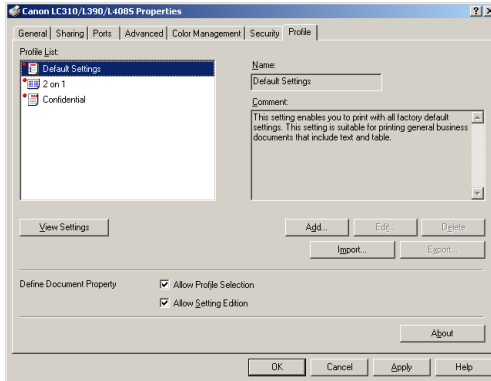 Canon LC310/L390/L408S Properties
General Sharing Ports Advanced Color Management Security Profile
Profile List:
Default Settings
2 on 1
Confidential
Name:
Default Settings
Comment:
This setting enables you to print with all factory default
settings. This setting is suitable for printing general business
documents that include text and table.
View Settings
Add... Edit... Delete
Import... Export...
Define Document Property
Allow Profile Selection
Allow Setting Edition
About
OK Cancel Apply Help